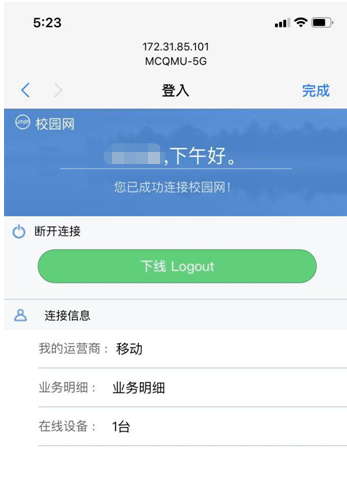 5:23
172.31.85.101
MCQMU-5G
登入
完成
校园网
,下午好。
您已成功连接校园网!
断开连接
下线 Logout
连接信息
我的运营商：移动
业务明细：业务明细
在线设备：1台